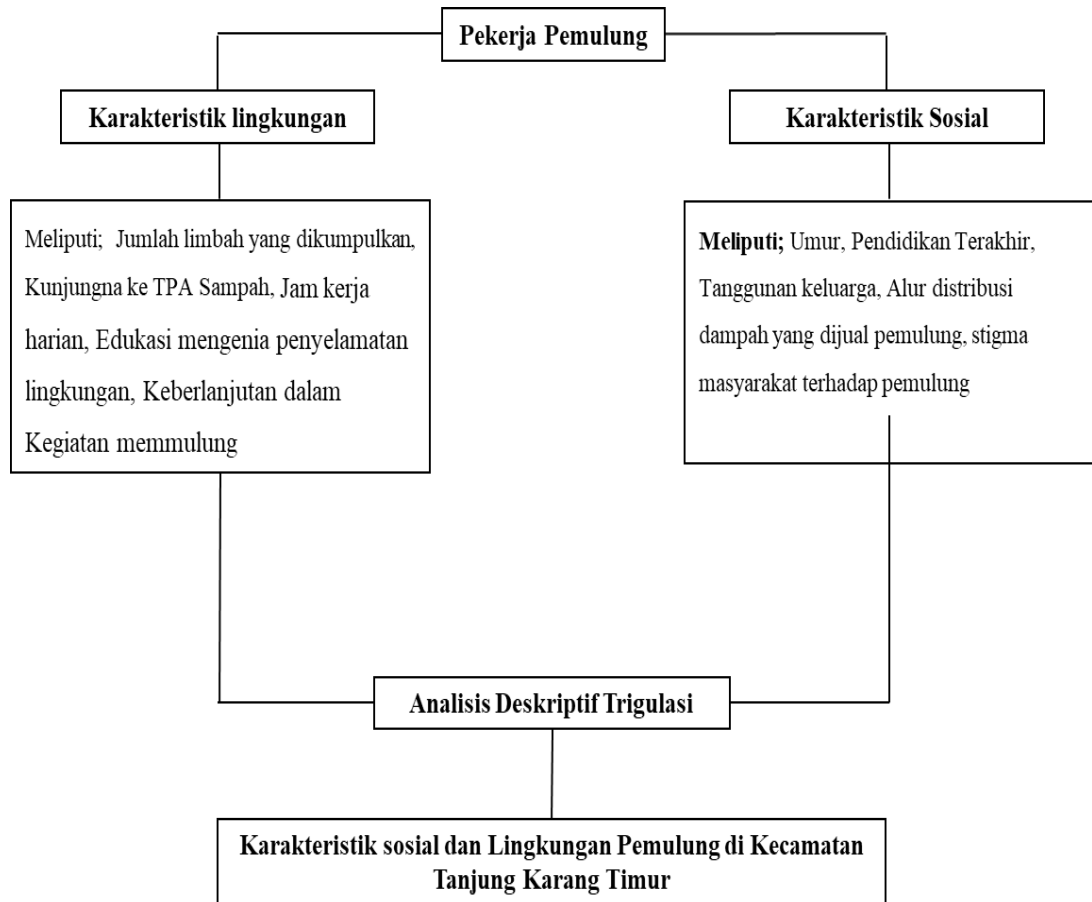 Pekerja Pemulung
Karakteristik lingkungan
Karakteristik Sosial
Meliputi; Jumlah limbah yang dikumpulkan,
Kunjungna ke TPA Sampah, Jam kerja
harian, Edukasi mengenia penyelamatan
lingkungan, Keberlanjutan dalam
Kegiatan memmulung
Meliputi; Umur, Pendidikan Terakhir,
Tanggunan keluarga, Alur distribusi
dampah yang dijual pemulung, stigma
masyarakat terhadap pemulung
Analisis Deskriptif Trigulasi
Karakteristik sosial dan Lingkungan Pemulung di Kecamatan
Tanjung Karang Timur